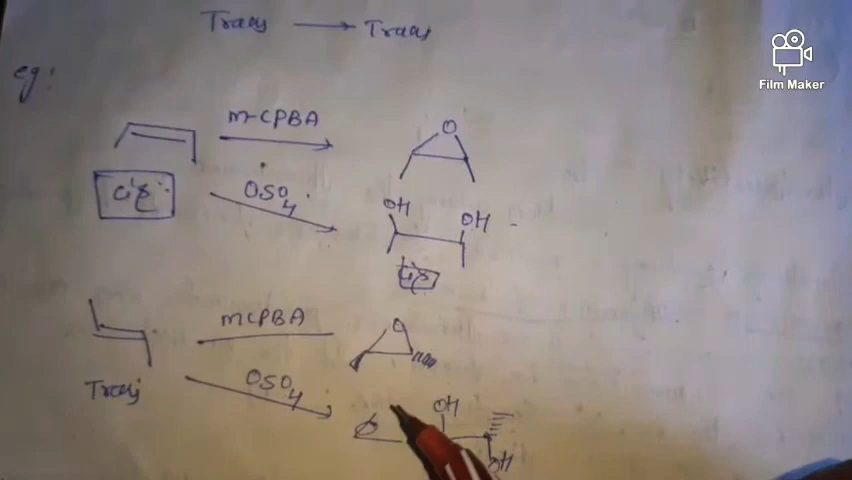 Trans → Trans
Film Maker
eg:
m-CPBA
O
Cis
OSO4
OH
OH
Cis
mCPBA
O
Trans
OSO4
OH
OH